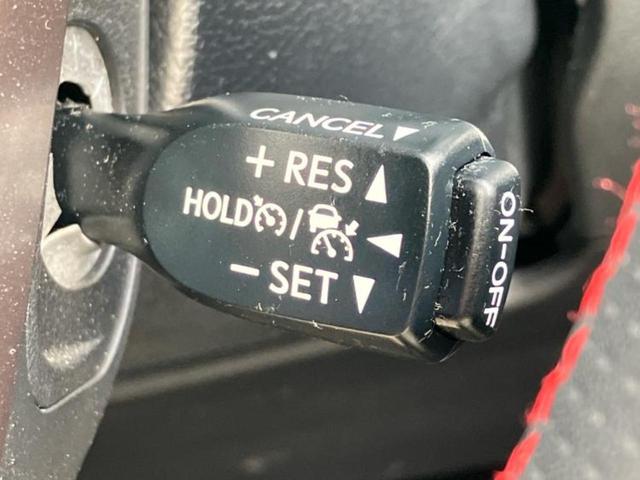 CANCEL ▼
+ RES ▲
HOLD / ◀
− SET ▼
ON-OFF